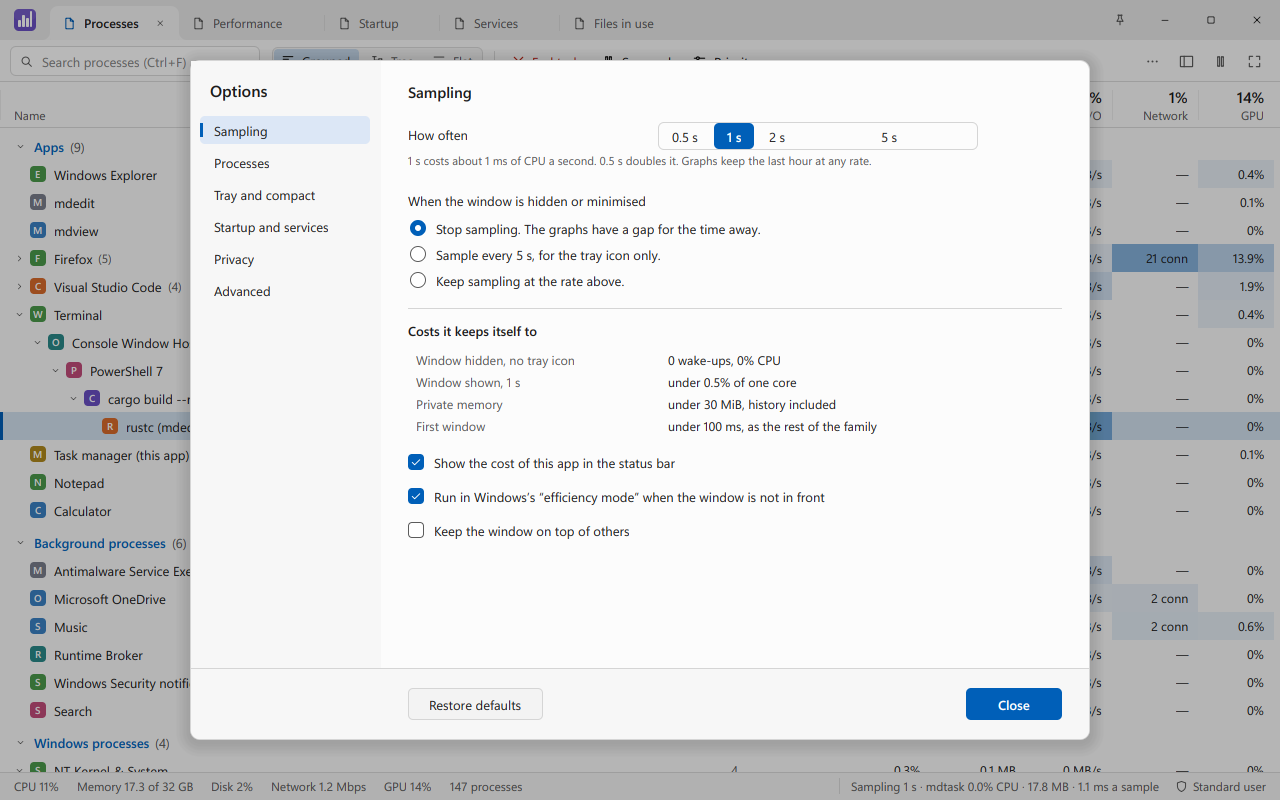 Processes
Performance
Startup
Services
Files in use
Search processes (Ctrl+F)
Options
Sampling
Processes
Tray and compact
Startup and services
Privacy
Advanced
Sampling
How often
0.5 s
1 s
2 s
5 s
1 s costs about 1 ms of CPU a second. 0.5 s doubles it. Graphs keep the last hour at any rate.
When the window is hidden or minimised
Stop sampling. The graphs have a gap for the time away.
Sample every 5 s, for the tray icon only.
Keep sampling at the rate above.
Costs it keeps itself to
Window hidden, no tray icon 0 wake-ups, 0% CPU
Window shown, 1 s under 0.5% of one core
Private memory under 30 MiB, history included
First window under 100 ms, as the rest of the family
Show the cost of this app in the status bar
Run in Windows’s “efficiency mode” when the window is not in front
Keep the window on top of others
Restore defaults
Close
Name
% 1% 14%
I/O Network GPU
Apps (9)
E Windows Explorer /s — 0.4%
M mdedit /s — 0.1%
M mdview /s — 0%
F Firefox (5) /s 21 conn 13.9%
C Visual Studio Code (4) /s — 1.9%
W Terminal /s — 0.4%
O Console Window Ho /s — 0%
P PowerShell 7 /s — 0%
C cargo build --r /s — 0%
R rustc (mdec /s — 0%
M Task manager (this app) /s — 0.1%
N Notepad /s — 0%
C Calculator /s — 0%
Background processes (6)
M Antimalware Service Exe /s — 0%
O Microsoft OneDrive /s 2 conn 0%
S Music /s 2 conn 0.6%
R Runtime Broker /s — 0%
S Windows Security notifi /s — 0%
S Search /s — 0%
Windows processes (4)
NT Kernel & System 4 0.3% 0.1 MB 0 MB/s — 0%
CPU 11% Memory 17.3 of 32 GB Disk 2% Network 1.2 Mbps GPU 14% 147 processes
Sampling 1 s · mdtask 0.0% CPU · 17.8 MB · 1.1 ms a sample
Standard user